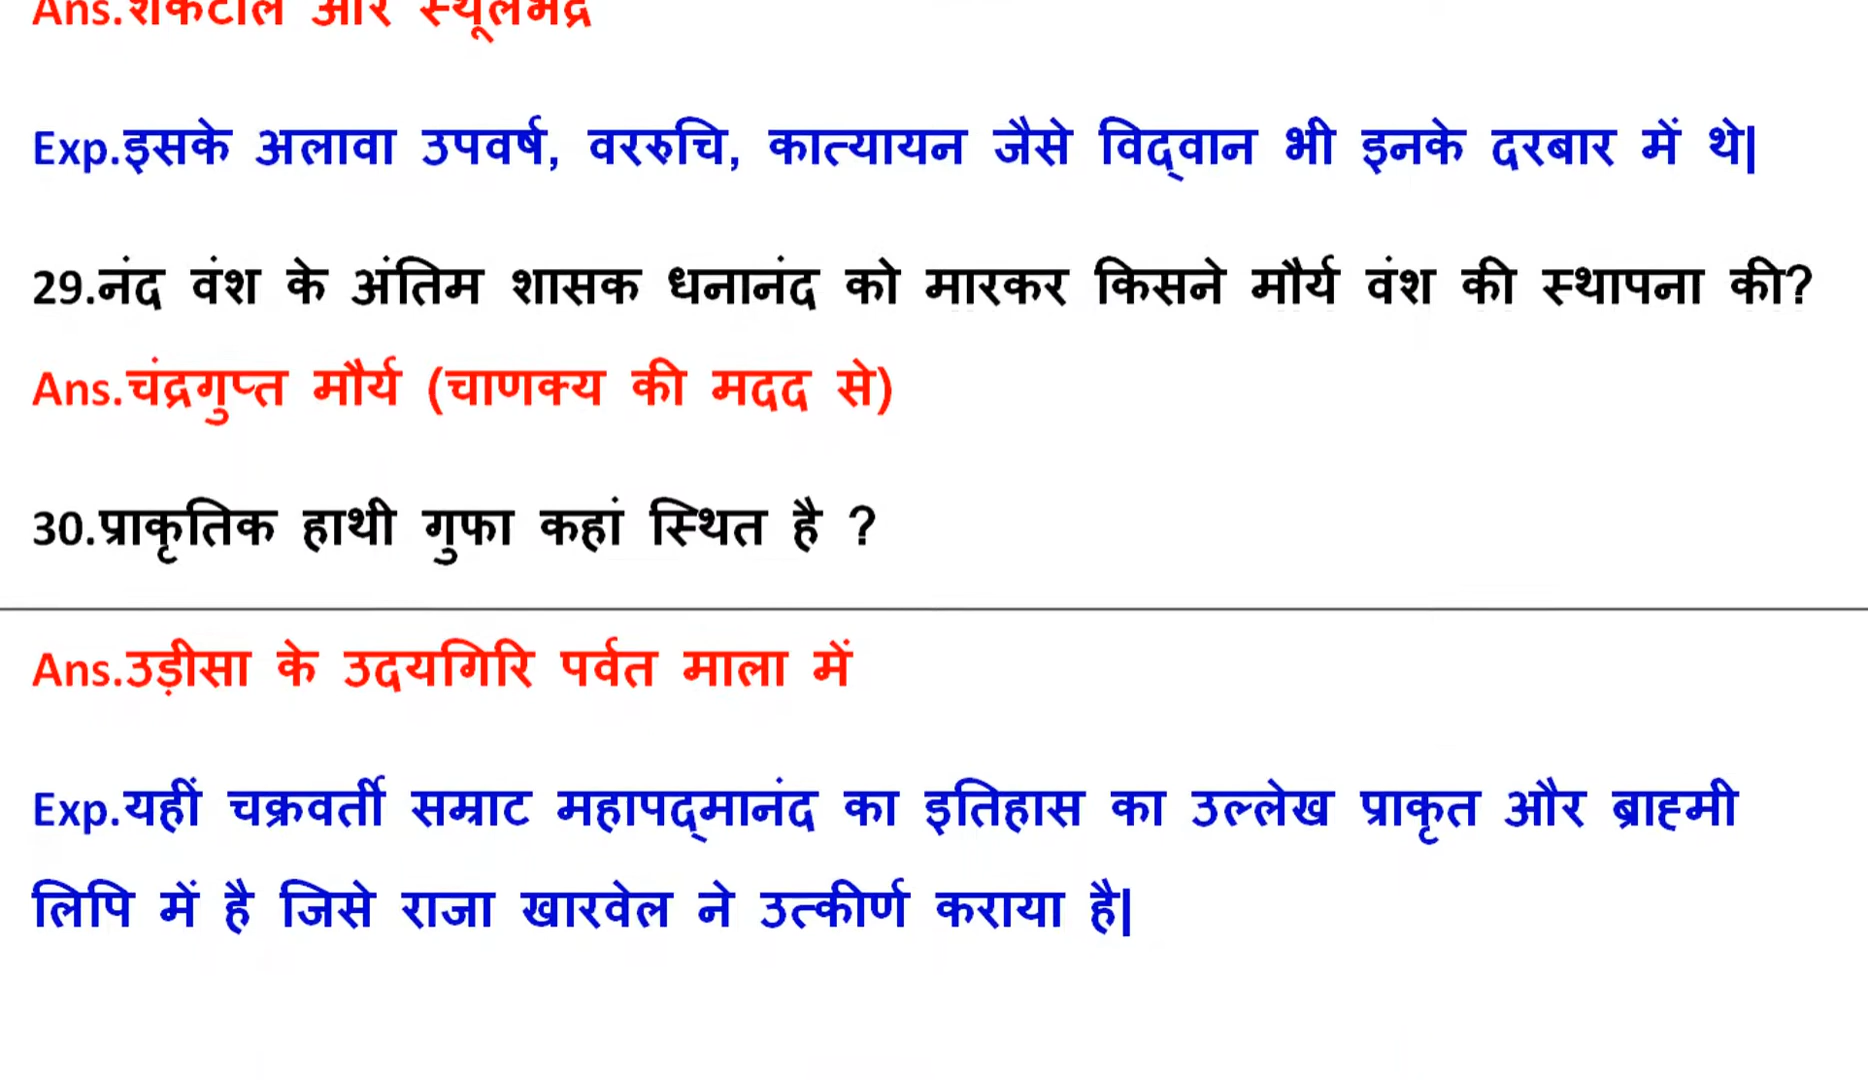 Ans.शकटाल और स्थूलभद्र
Exp.इसके अलावा उपवर्ष, वररुचि, कात्यायन जैसे विद्वान भी इनके दरबार में थे|
29.नंद वंश के अंतिम शासक धनानंद को मारकर किसने मौर्य वंश की स्थापना की?
Ans.चंद्रगुप्त मौर्य (चाणक्य की मदद से)
30.प्राकृतिक हाथी गुफा कहां स्थित है ?
Ans.उड़ीसा के उदयगिरि पर्वत माला में
Exp.यहीं चक्रवर्ती सम्राट महापद्मानंद का इतिहास का उल्लेख प्राकृत और ब्राह्मी
लिपि में है जिसे राजा खारवेल ने उत्कीर्ण कराया है|